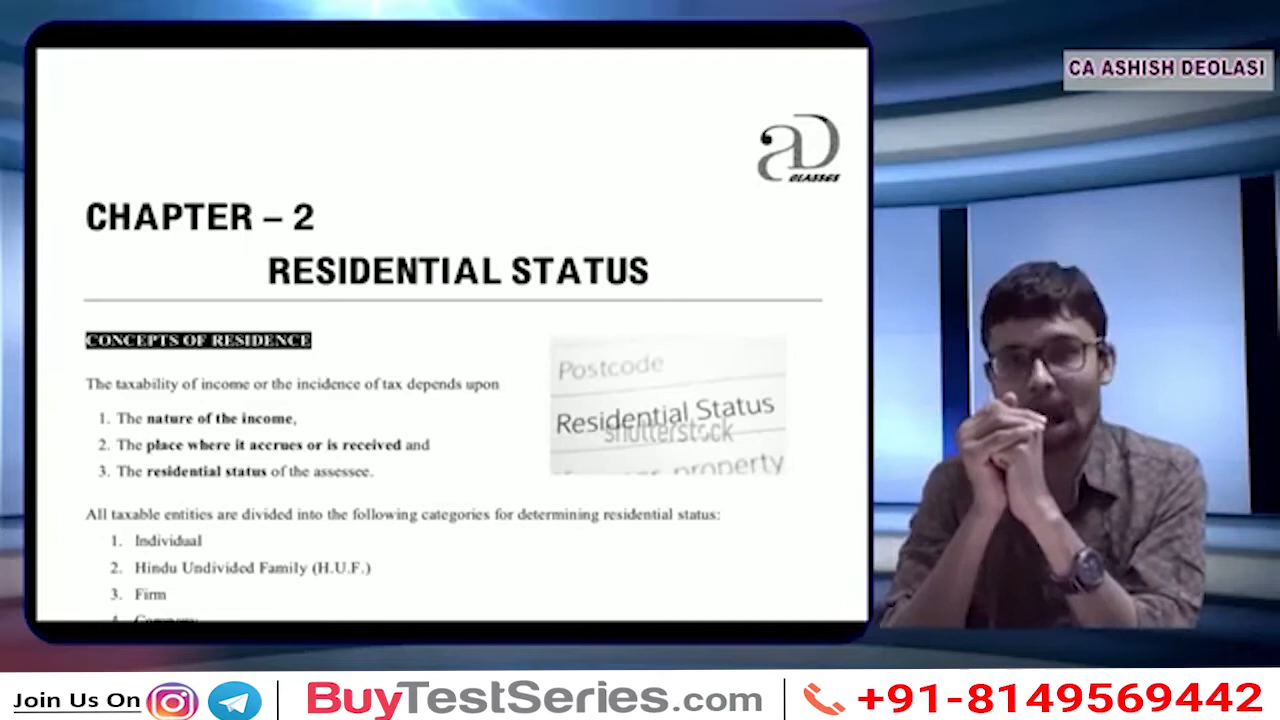 CA ASHISH DEOLASI
aD
CLASSES
CHAPTER – 2
RESIDENTIAL STATUS
CONCEPTS OF RESIDENCE
The taxability of income or the incidence of tax depends upon
1. The nature of the income,
2. The place where it accrues or is received and
3. The residential status of the assessee.
Postcode
Residential Status
shutterstock
property
All taxable entities are divided into the following categories for determining residential status:
1. Individual
2. Hindu Undivided Family (H.U.F.)
3. Firm
4. Company
Join Us On
BuyTestSeries.com
+91-8149569442